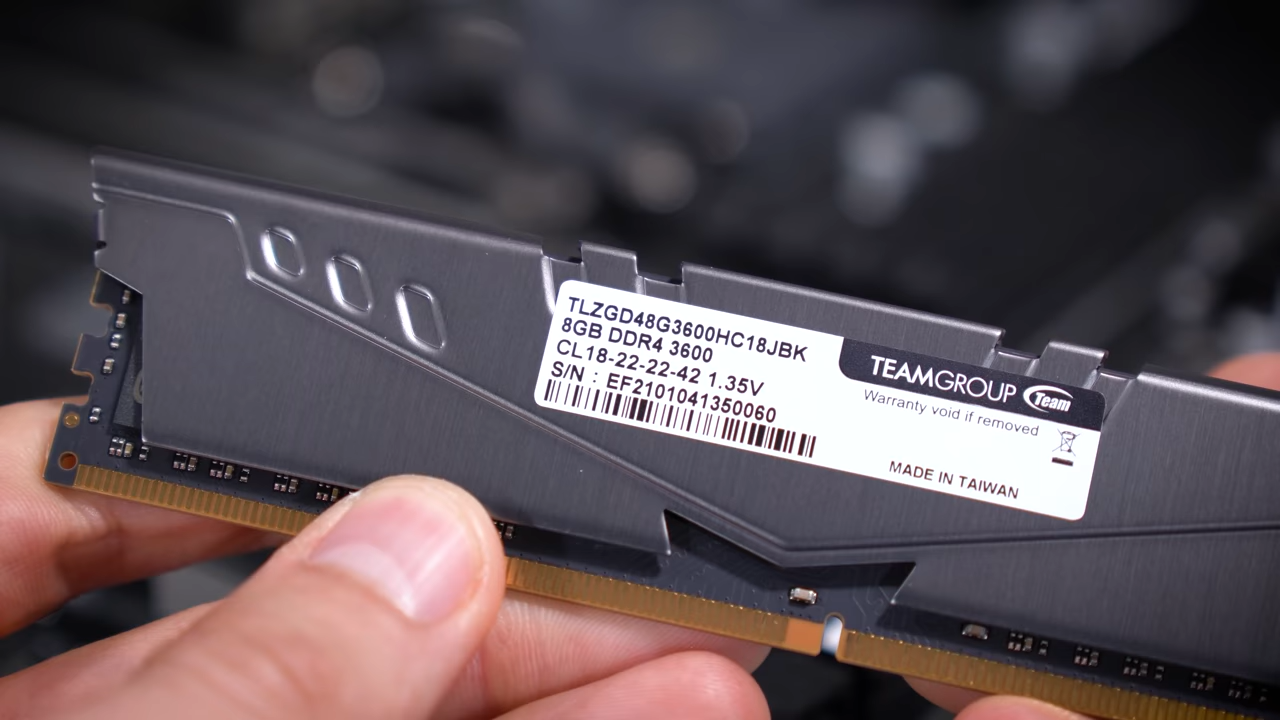 TLZGD48G3600HC18JBK
8GB DDR4 3600
CL18-22-22-42 1.35V
S/N : EF2101041350060
TEAMGROUP Team
Warranty void if removed
MADE IN TAIWAN